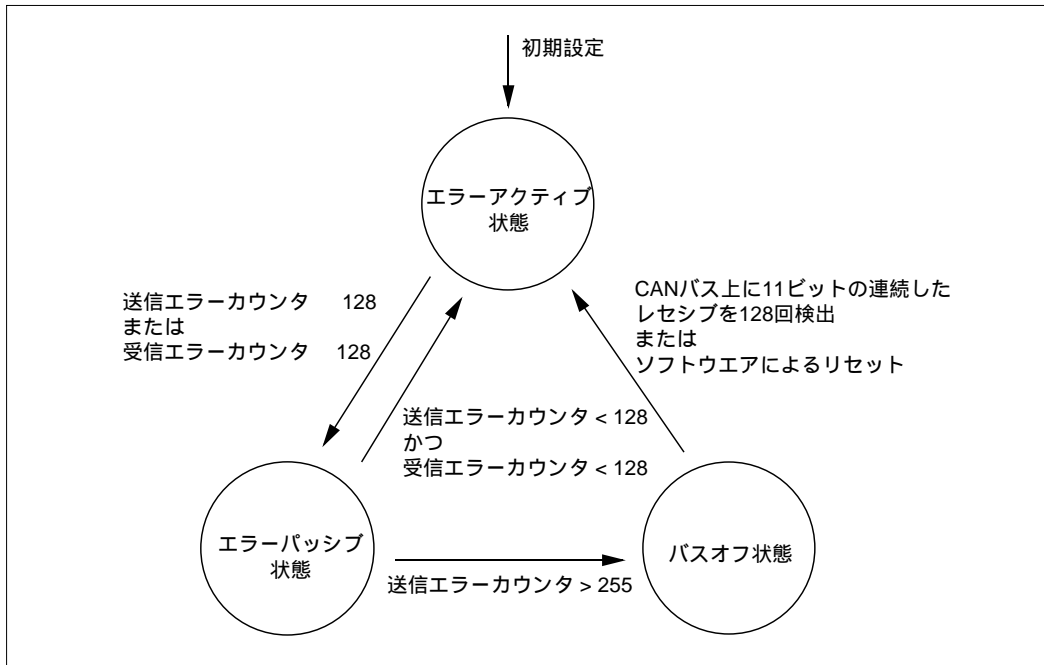 初期設定
エラーアクティブ
状態
送信エラーカウンタ 128
または
受信エラーカウンタ 128
CANバス上に11ビットの連続した
レセシブを128回検出
または
ソフトウエアによるリセット
送信エラーカウンタ < 128
かつ
受信エラーカウンタ < 128
エラーパッシブ
状態
バスオフ状態
送信エラーカウンタ > 255